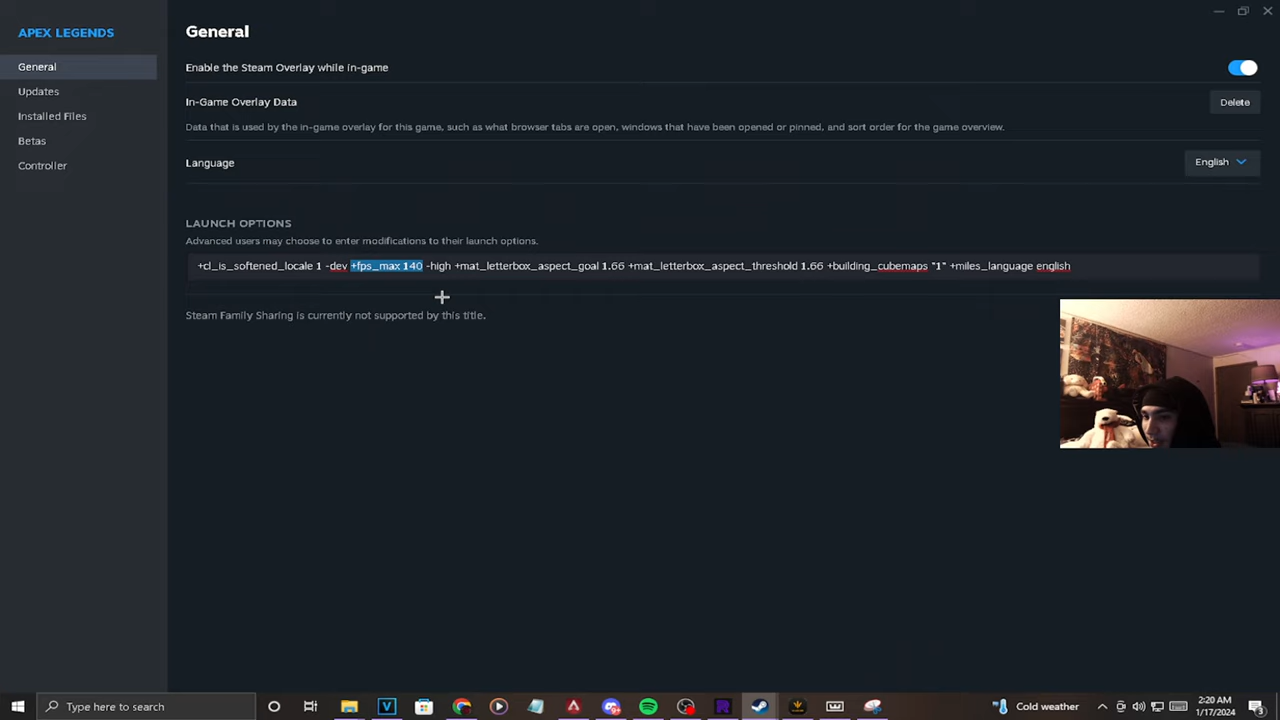 APEX LEGENDS
General
Updates
Installed Files
Betas
Controller
General
Enable the Steam Overlay while in-game
In-Game Overlay Data
Delete
Data that is used by the in-game overlay for this game, such as what browser tabs are open, windows that have been opened or pinned, and sort order for the game overview.
Language
English
LAUNCH OPTIONS
Advanced users may choose to enter modifications to their launch options.
+cl_is_softened_locale 1 -dev +fps_max 140 -high +mat_letterbox_aspect_goal 1.66 +mat_letterbox_aspect_threshold 1.66 +building_cubemaps "1" +miles_language english
Steam Family Sharing is currently not supported by this title.
Type here to search
Cold weather
2:20 AM
1/17/2024